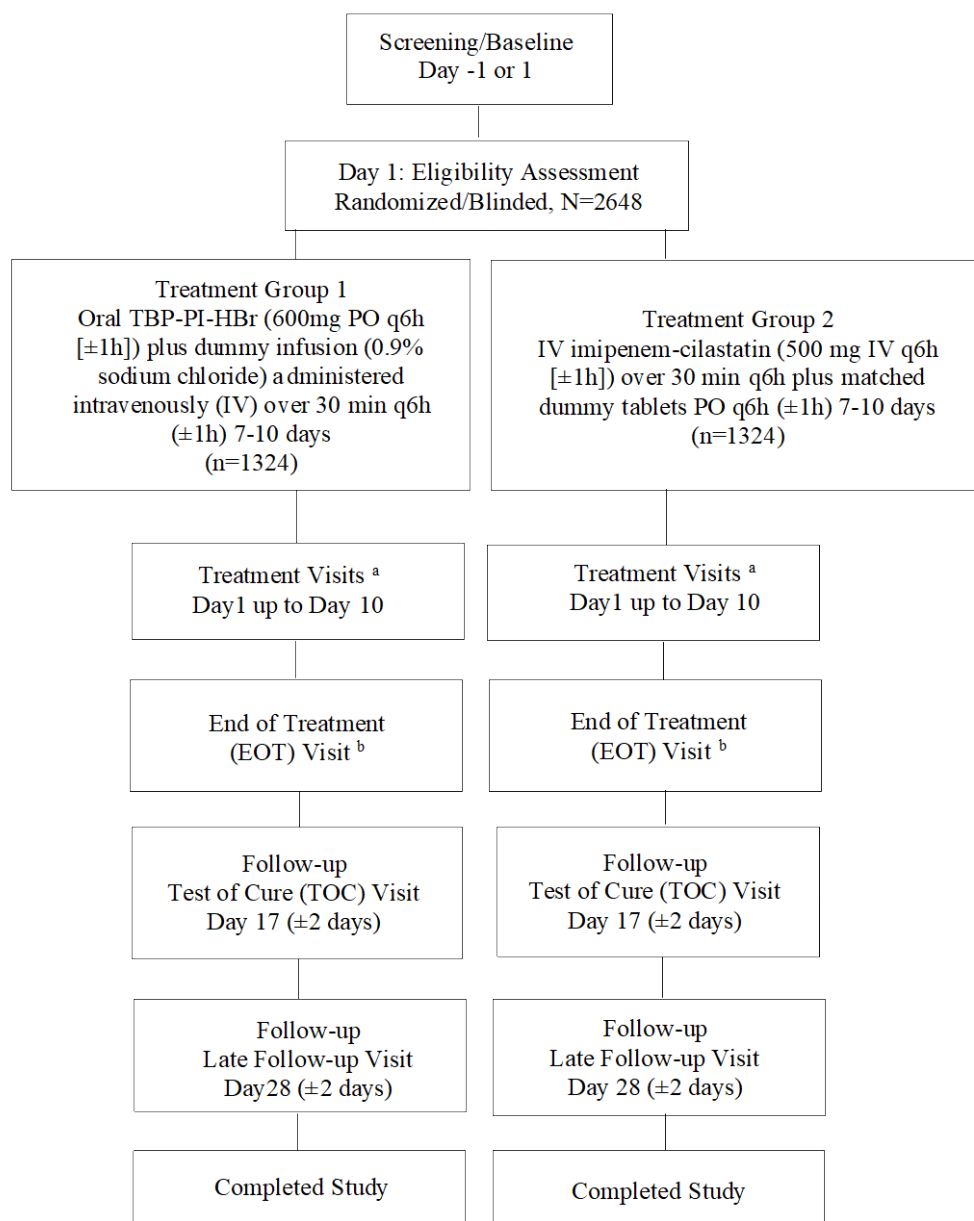 Screening/Baseline
Day -1 or 1
Day 1: Eligibility Assessment
Randomized/Blinded, N=2648
Treatment Group 1
Oral TBP-PI-HBr (600mg PO q6h
[±1h]) plus dummy infusion (0.9%
sodium chloride) administered
intravenous (IV) over 30 min q6h
(±1h) 7-10 days
(n=1324)
Treatment Group 2
IV imipenem-cilastatin (500 mg IV q6h
[±1h]) over 30 min q6h plus matched
dummy tablets PO q6h (±1h) 7-10 days
(n=1324)
Treatment Visits ᵃ
Day1 up to Day 10
Treatment Visits ᵃ
Day1 up to Day 10
End of Treatment
(EOT) Visit ᵇ
End of Treatment
(EOT) Visit ᵇ
Follow-up
Test of Cure (TOC) Visit
Day 17 (±2 days)
Follow-up
Test of Cure (TOC) Visit
Day 17 (±2 days)
Follow-up
Late Follow-up Visit
Day28 (±2 days)
Follow-up
Late Follow-up Visit
Day 28 (±2 days)
Completed Study
Completed Study